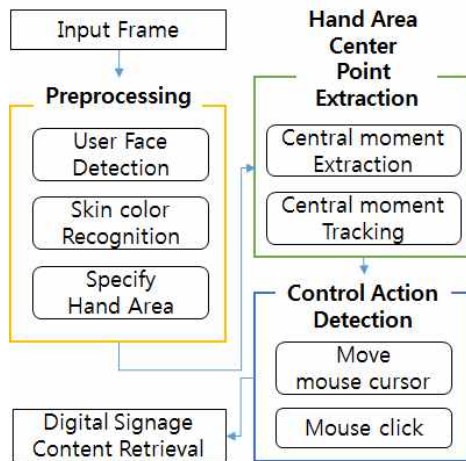 Input Frame
Preprocessing
User Face
Detection
Skin color
Recognition
Specify
Hand Area
Hand Area
Center
Point
Extraction
Central moment
Extraction
Central moment
Tracking
Control Action
Detection
Move
mouse cursor
Mouse click
Digital Signage
Content Retrieval